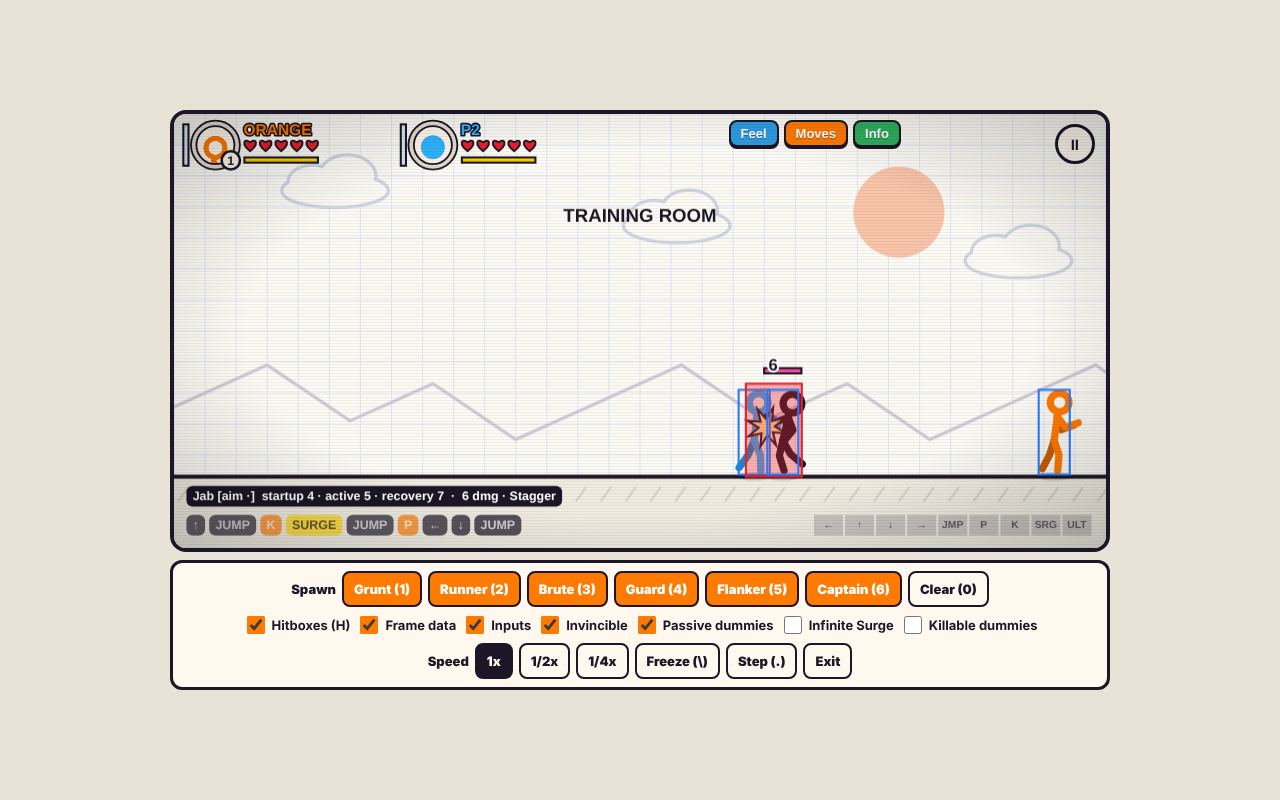 ORANGE
P2
1
Feel Moves Info
TRAINING ROOM
6
Jab [aim ·] startup 4 · active 5 · recovery 7 · 6 dmg · Stagger
↑ JUMP K SURGE JUMP P ← ↓ JUMP
← ↑ ↓ → JMP P K SRG ULT
Spawn Grunt (1) Runner (2) Brute (3) Guard (4) Flanker (5) Captain (6) Clear (0)
Hitboxes (H) Frame data Inputs Invincible Passive dummies Infinite Surge Killable dummies
Speed 1x 1/2x 1/4x Freeze (\) Step (.) Exit